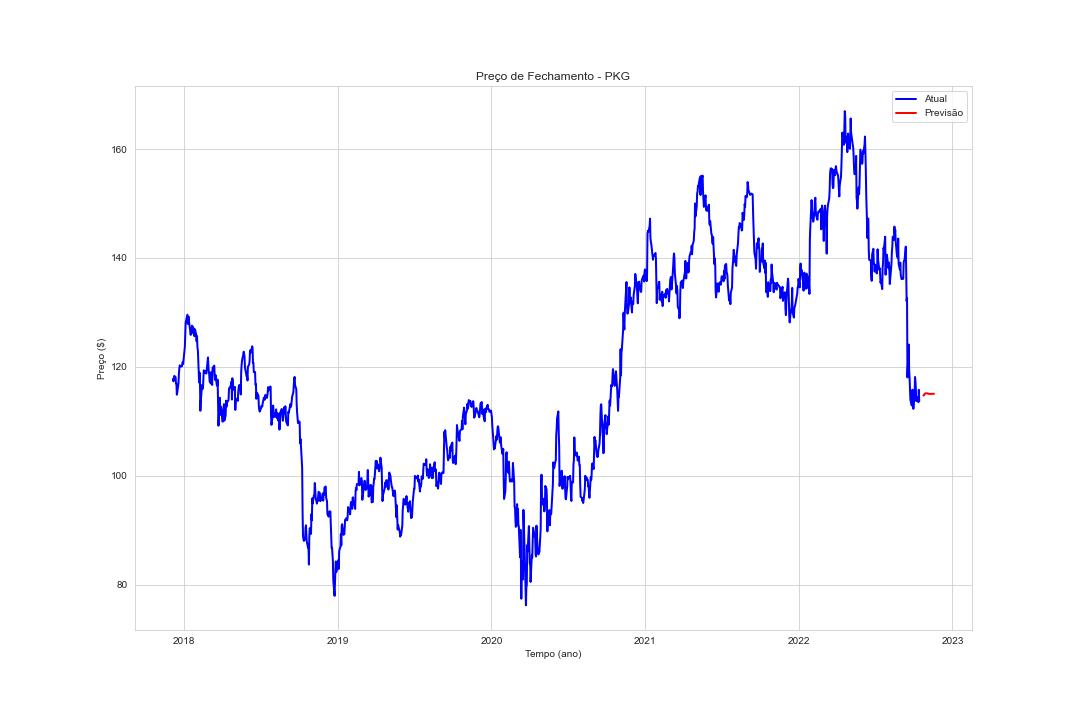 Preço de Fechamento - PKG
Atual
Previsão
Preço ($)
160
140
120
100
80
2018
2019
2020
2021
2022
2023
Tempo (ano)